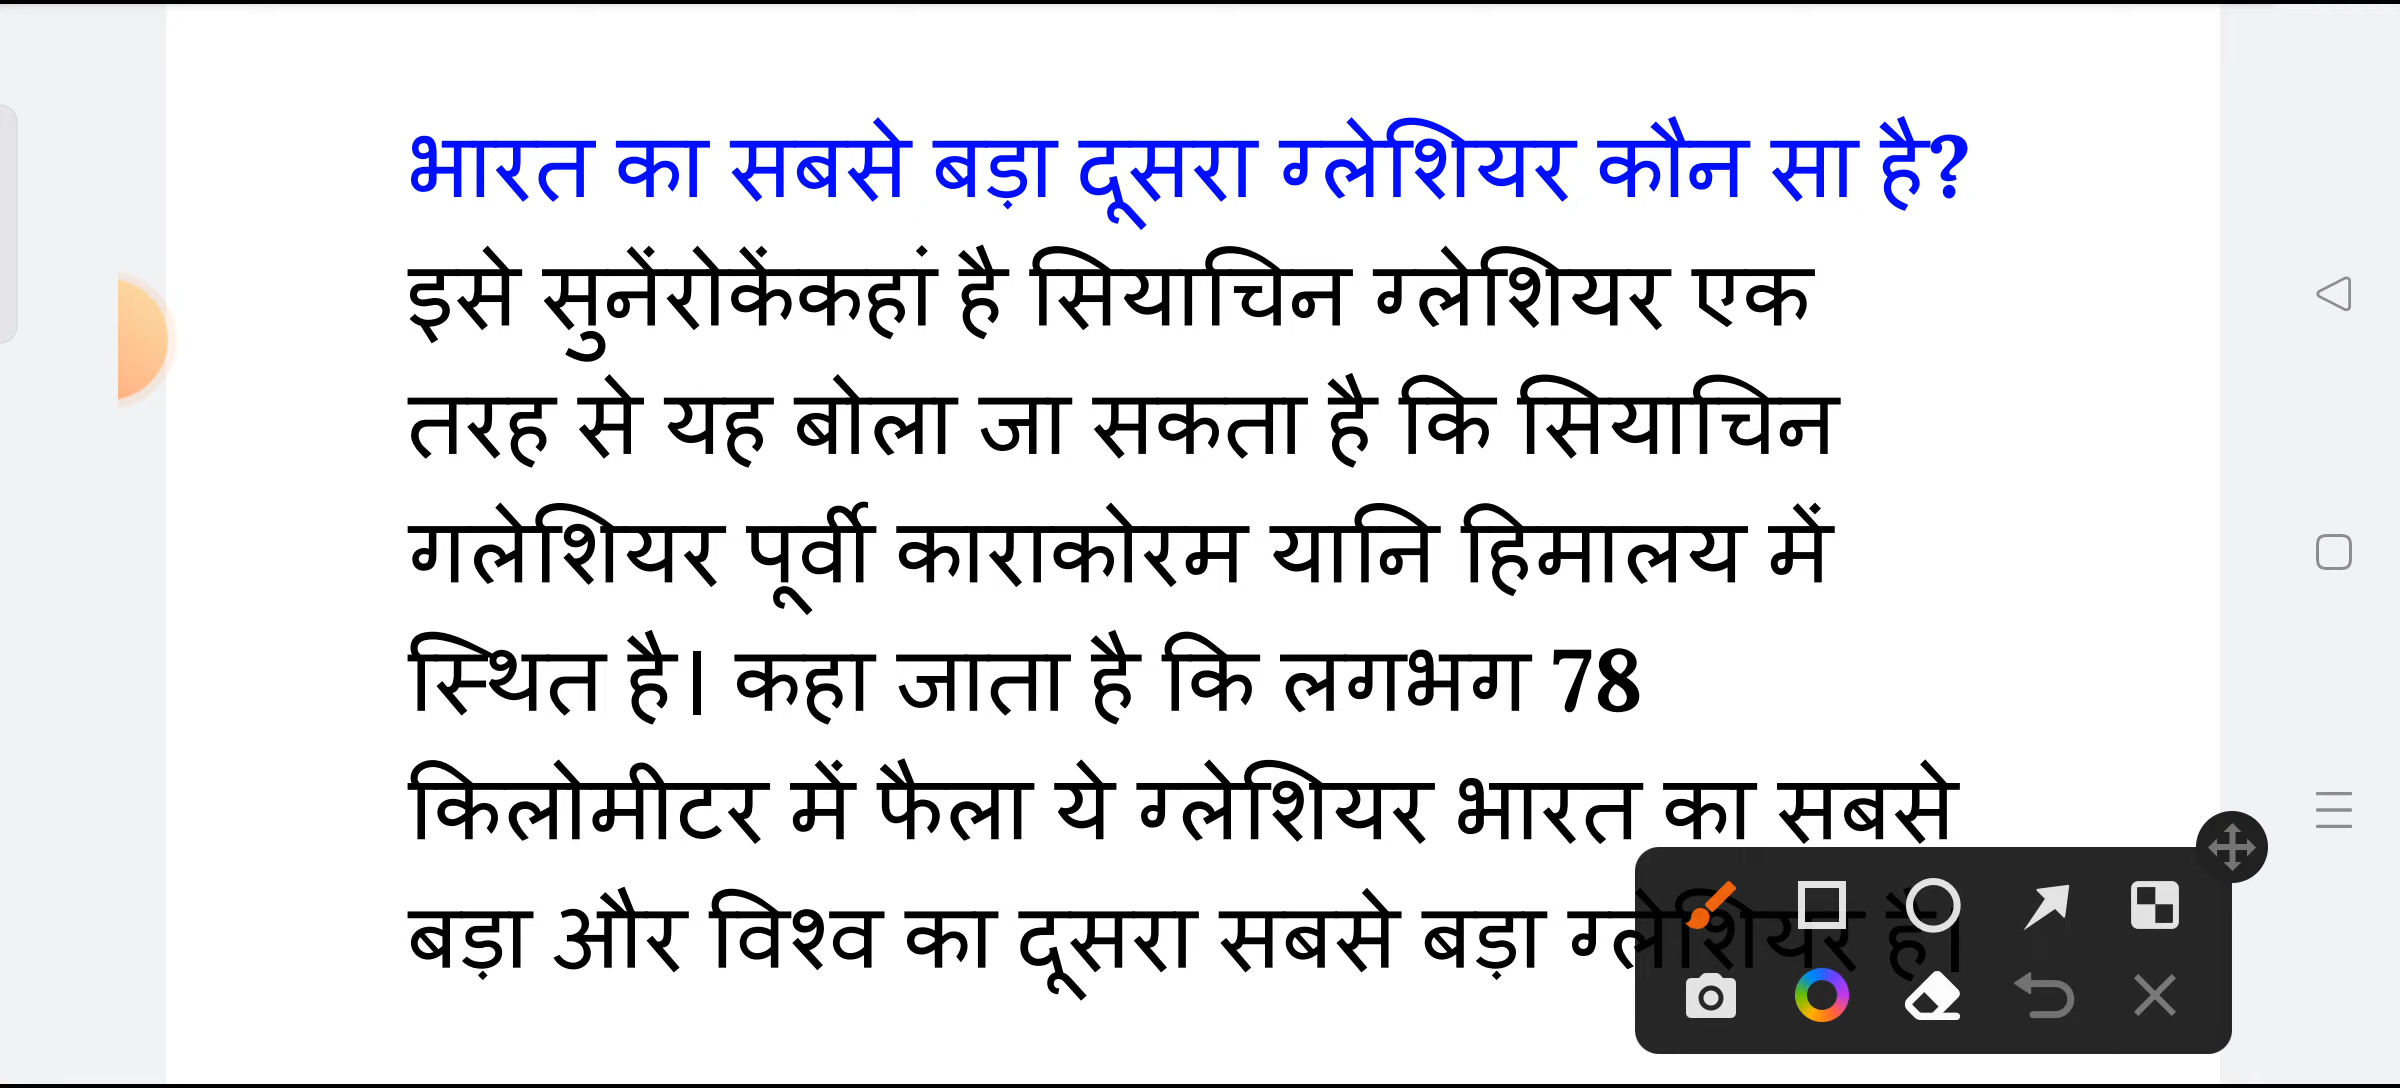 भारत का सबसे बड़ा दूसरा ग्लेशियर कौन सा है?
इसे सुनेंरोकेंकहां है सियाचिन ग्लेशियर एक
तरह से यह बोला जा सकता है कि सियाचिन
गलेशियर पूर्वी काराकोरम यानि हिमालय में
स्थित है। कहा जाता है कि लगभग 78
किलोमीटर में फैला ये ग्लेशियर भारत का सबसे
बड़ा और विश्व का दूसरा सबसे बड़ा ग्लेशियर है।